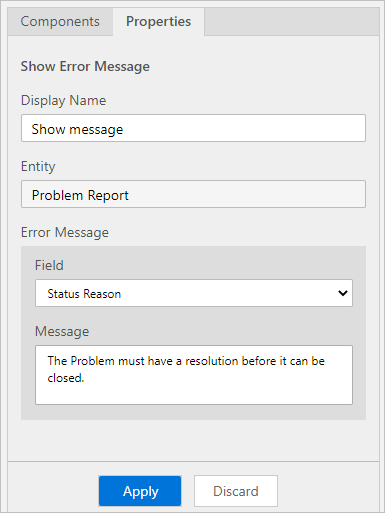 Components Properties
Show Error Message
Display Name
Show message
Entity
Problem Report
Error Message
Field
Status Reason
Message
The Problem must have a resolution before it can be
closed.
Apply Discard